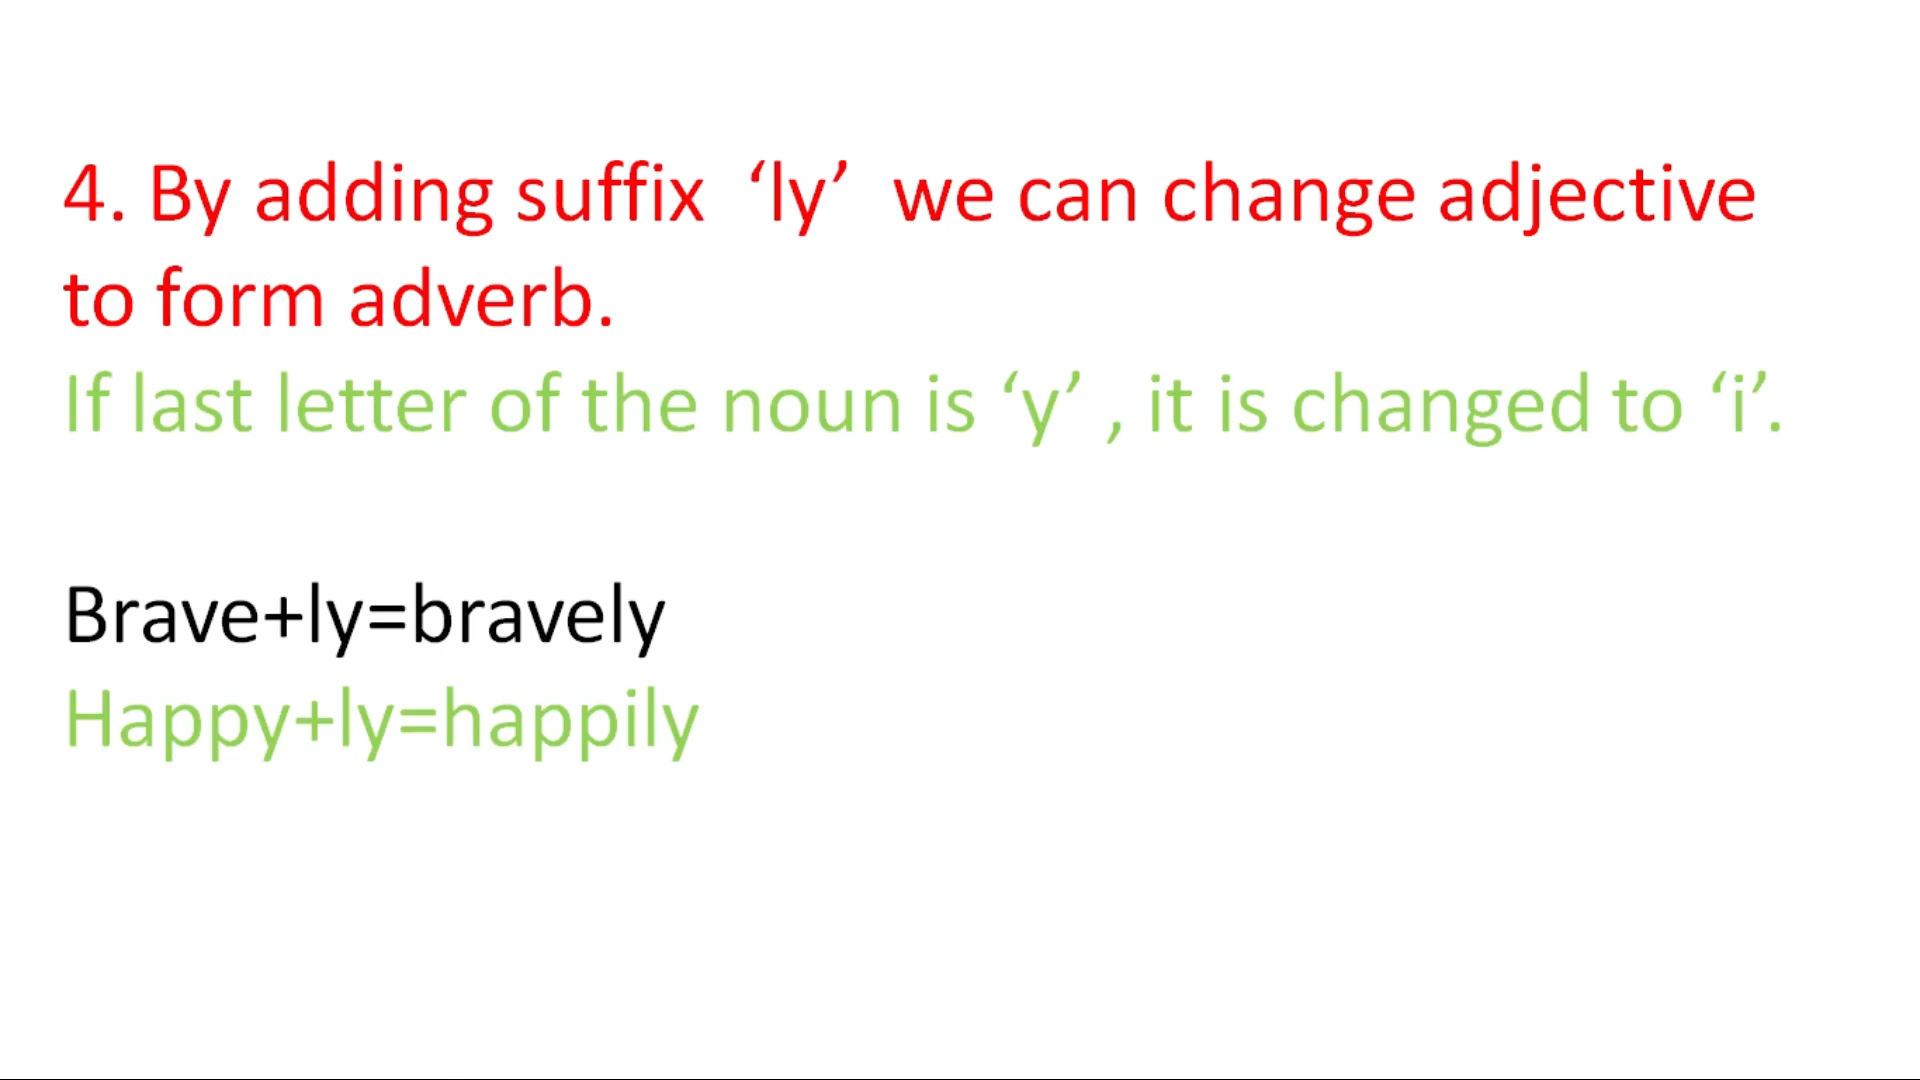 4. By adding suffix  ‘ly’  we can change adjective
to form adverb.
If last letter of the noun is ‘y’ , it is changed to ‘i’.
Brave+ly=bravely
Happy+ly=happily